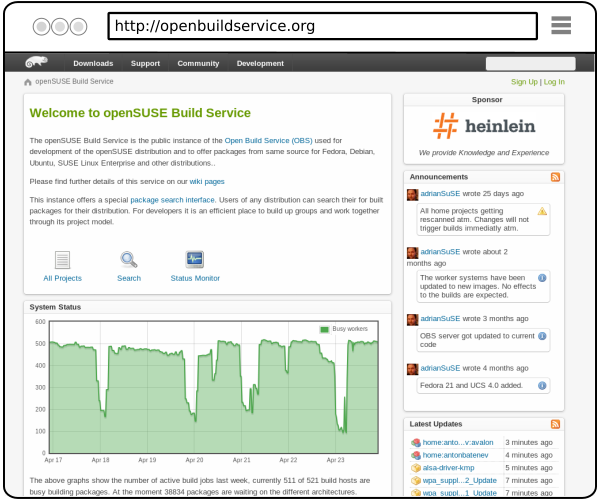 http://openbuildservice.org
Downloads Support Community Development
openSUSE Build Service
Sign Up | Log In
Welcome to openSUSE Build Service
The openSUSE Build Service is the public instance of the Open Build Service (OBS) used for
development of the openSUSE distribution and to offer packages from same source for Fedora, Debian,
Ubuntu, SUSE Linux Enterprise and other distributions..
Please find further details of this service on our wiki pages
This instance offers a special package search interface. Users of any distribution can search their for built
packages for their distribution. For developers it is an efficient place to build up groups and work together
through its project model.
All Projects Search Status Monitor
System Status
600
500
400
300
200
100
0
Busy workers
Apr 17 Apr 18 Apr 19 Apr 20 Apr 21 Apr 22 Apr 23
The above graphs show the number of active build jobs last week, currently 511 of 521 build hosts are
busy building packages. At the moment 38834 packages are waiting on the different architectures.
Sponsor
heinlein
We provide Knowledge and Experience
Announcements
adrianSuSE wrote 25 days ago
All home projects getting
rescanned atm. Changes will not
trigger builds immediatly atm.
adrianSuSE wrote about 2
months ago
The worker systems have been
updated to new images. No effects
to the builds are expected.
adrianSuSE wrote 3 months ago
OBS server got updated to current
code
adrianSuSE wrote 4 months ago
Fedora 21 and UCS 4.0 added.
Latest Updates
home:anto...v:avalon 3 minutes ago
home:antonbatenev 4 minutes ago
alsa-driver-kmp 5 minutes ago
wpa_suppl...2_Update 7 minutes ago
wpa_suppl...1_Update 7 minutes ago